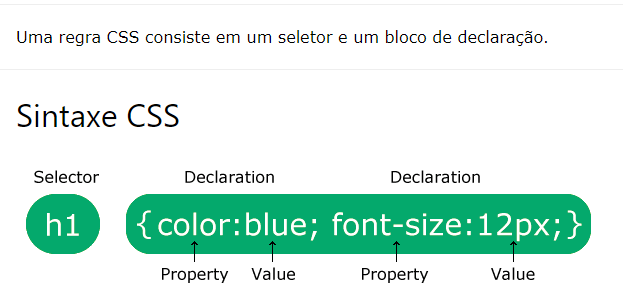 Uma regra CSS consiste em um seletor e um bloco de declaração.
Sintaxe CSS
Selector Declaration Declaration
h1 {color:blue; font-size:12px;}
Property Value Property Value